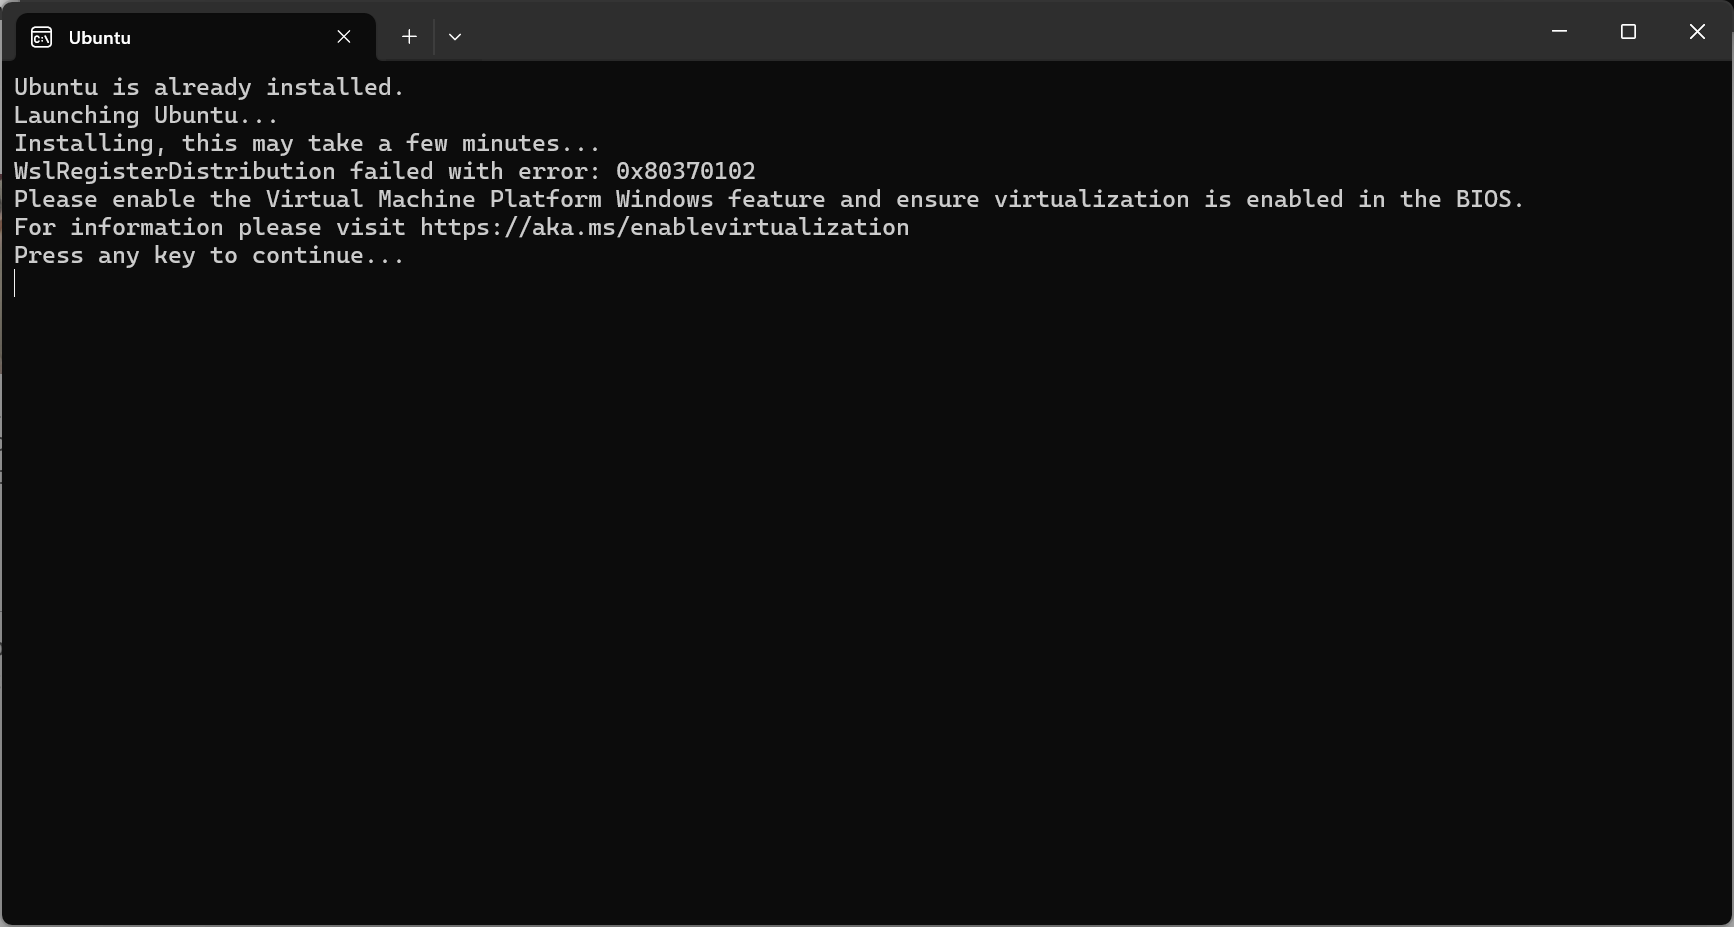 Ubuntu
Ubuntu is already installed.
Launching Ubuntu...
Installing, this may take a few minutes...
WslRegisterDistribution failed with error: 0x80370102
Please enable the Virtual Machine Platform Windows feature and ensure virtualization is enabled in the BIOS.
For information please visit https://aka.ms/enablevirtualization
Press any key to continue...